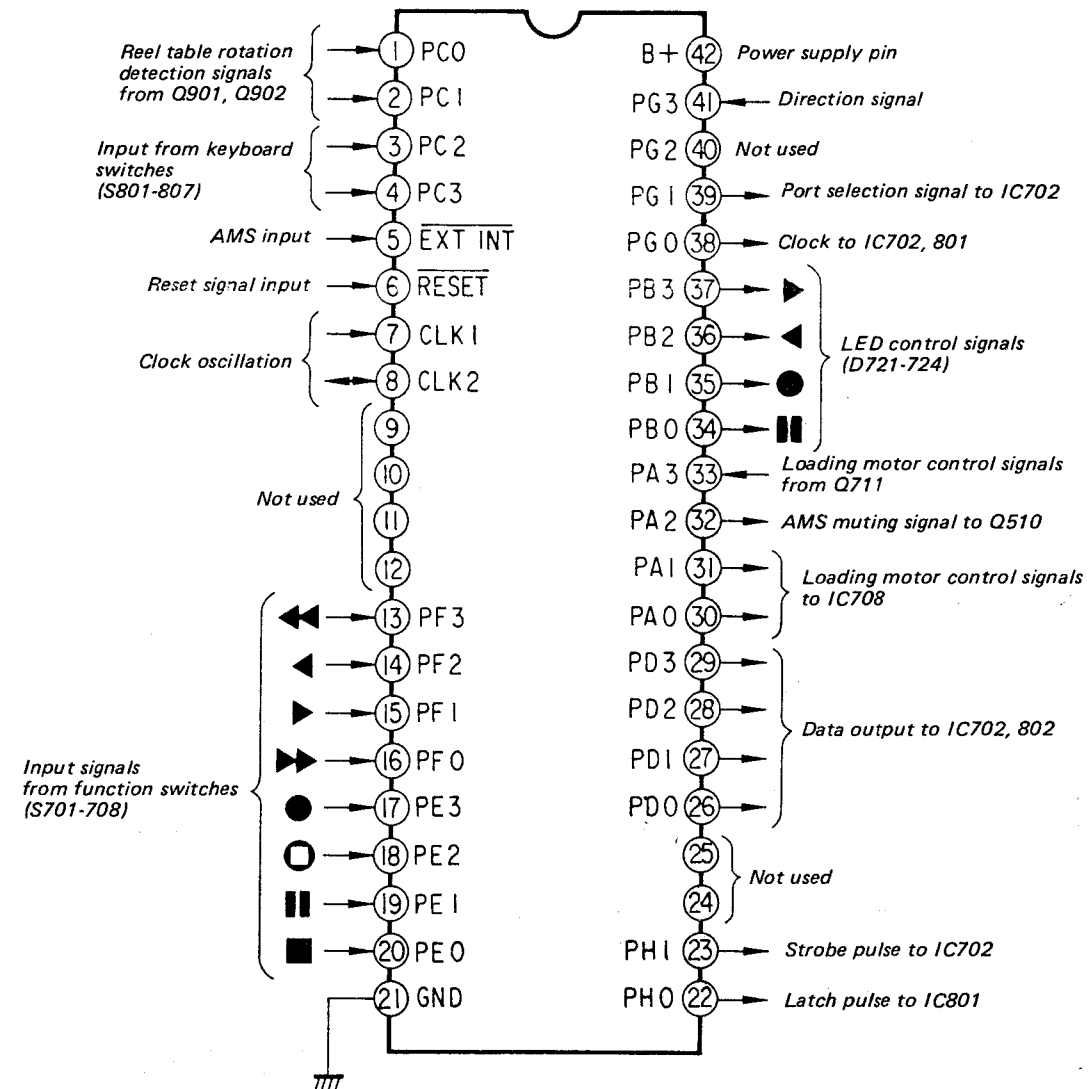 Reel table rotation
detection signals
from Q901, Q902
1 PC0
2 PC1
Input from keyboard
switches
(S801-807)
3 PC2
4 PC3
AMS input
5 EXT INT
Reset signal input
6 RESET
Clock oscillation
7 CLK1
8 CLK2
Not used
9
10
11
12
Input signals
from function switches
(S701-708)
13 PF3
14 PF2
15 PF1
16 PF0
17 PE3
18 PE2
19 PE1
20 PE0
21 GND
B+ 42 Power supply pin
PG3 41 Direction signal
PG2 40 Not used
PG1 39 Port selection signal to IC702
PG0 38 Clock to IC702, 801
PB3 37
PB2 36
PB1 35
PB0 34
LED control signals
(D721-724)
PA3 33 Loading motor control signals
from Q711
PA2 32 AMS muting signal to Q510
PA1 31
PA0 30
Loading motor control signals
to IC708
PD3 29
PD2 28
PD1 27
PD0 26
Data output to IC702, 802
25
24
Not used
PH1 23 Strobe pulse to IC702
PH0 22 Latch pulse to IC801